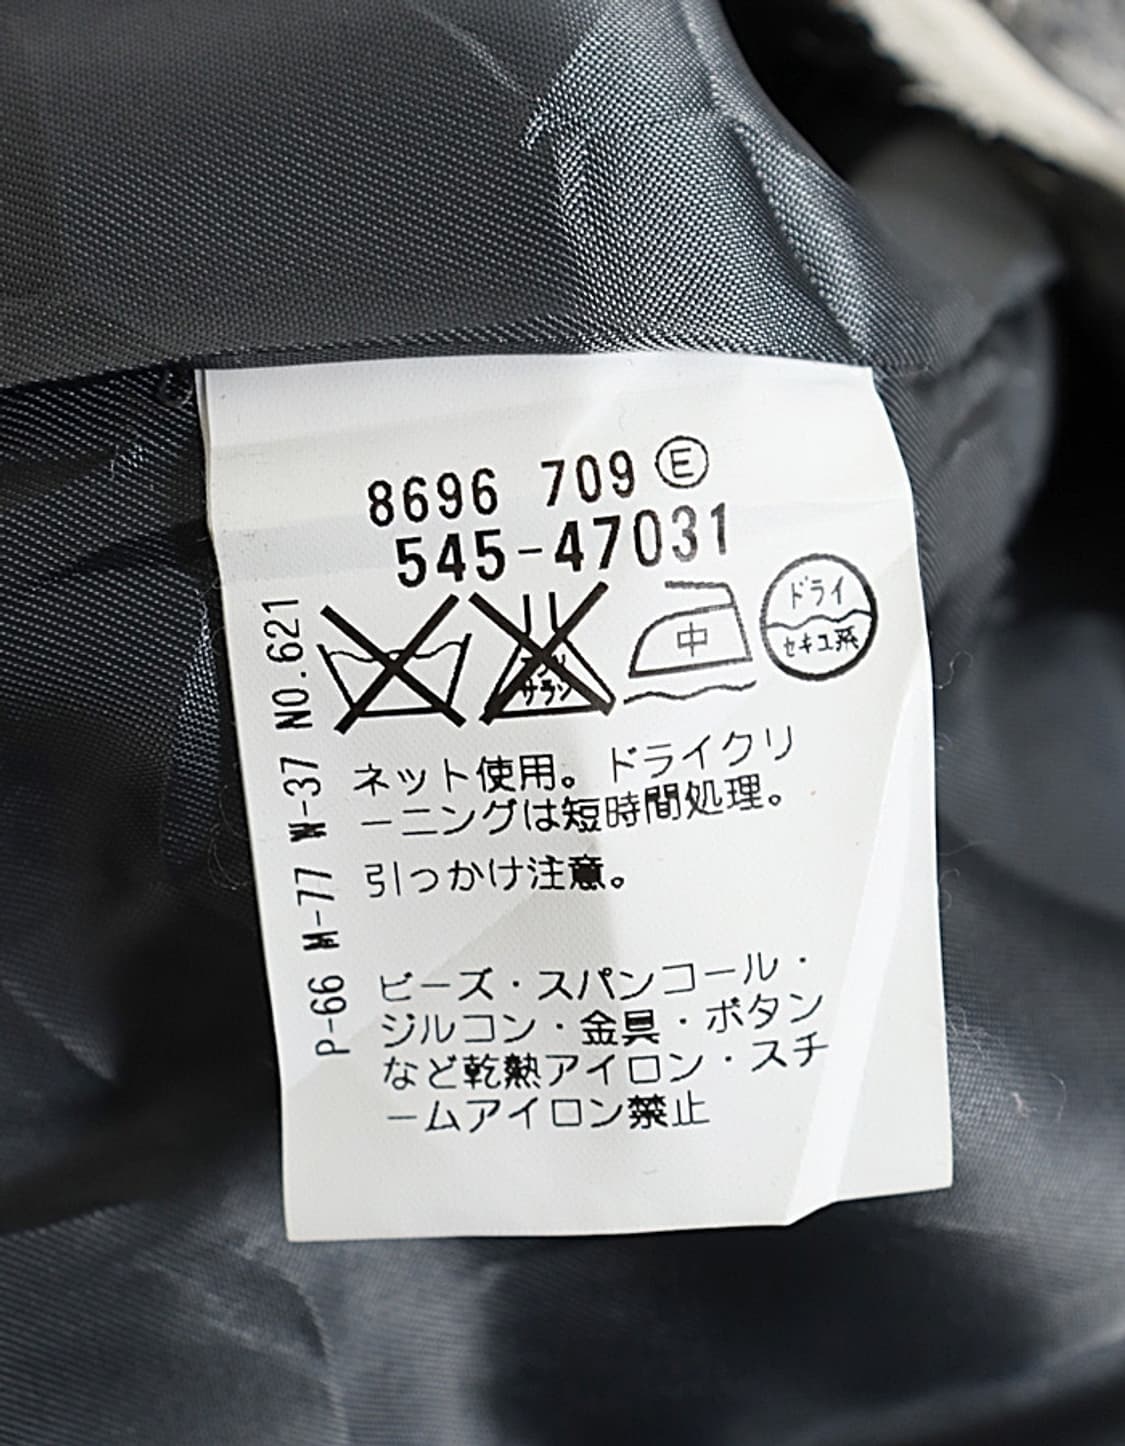 8696 709 Ⓔ
545-47031
中
ドライ
セキユ系
ネット使用。ドライクリ
ーニングは短時間処理。
引っかけ注意。
ビーズ・スパンコール・
ジルコン・金具・ボタン
など乾熱アイロン・スチ
ームアイロン禁止
P-66 M-77 W-37 NO.621